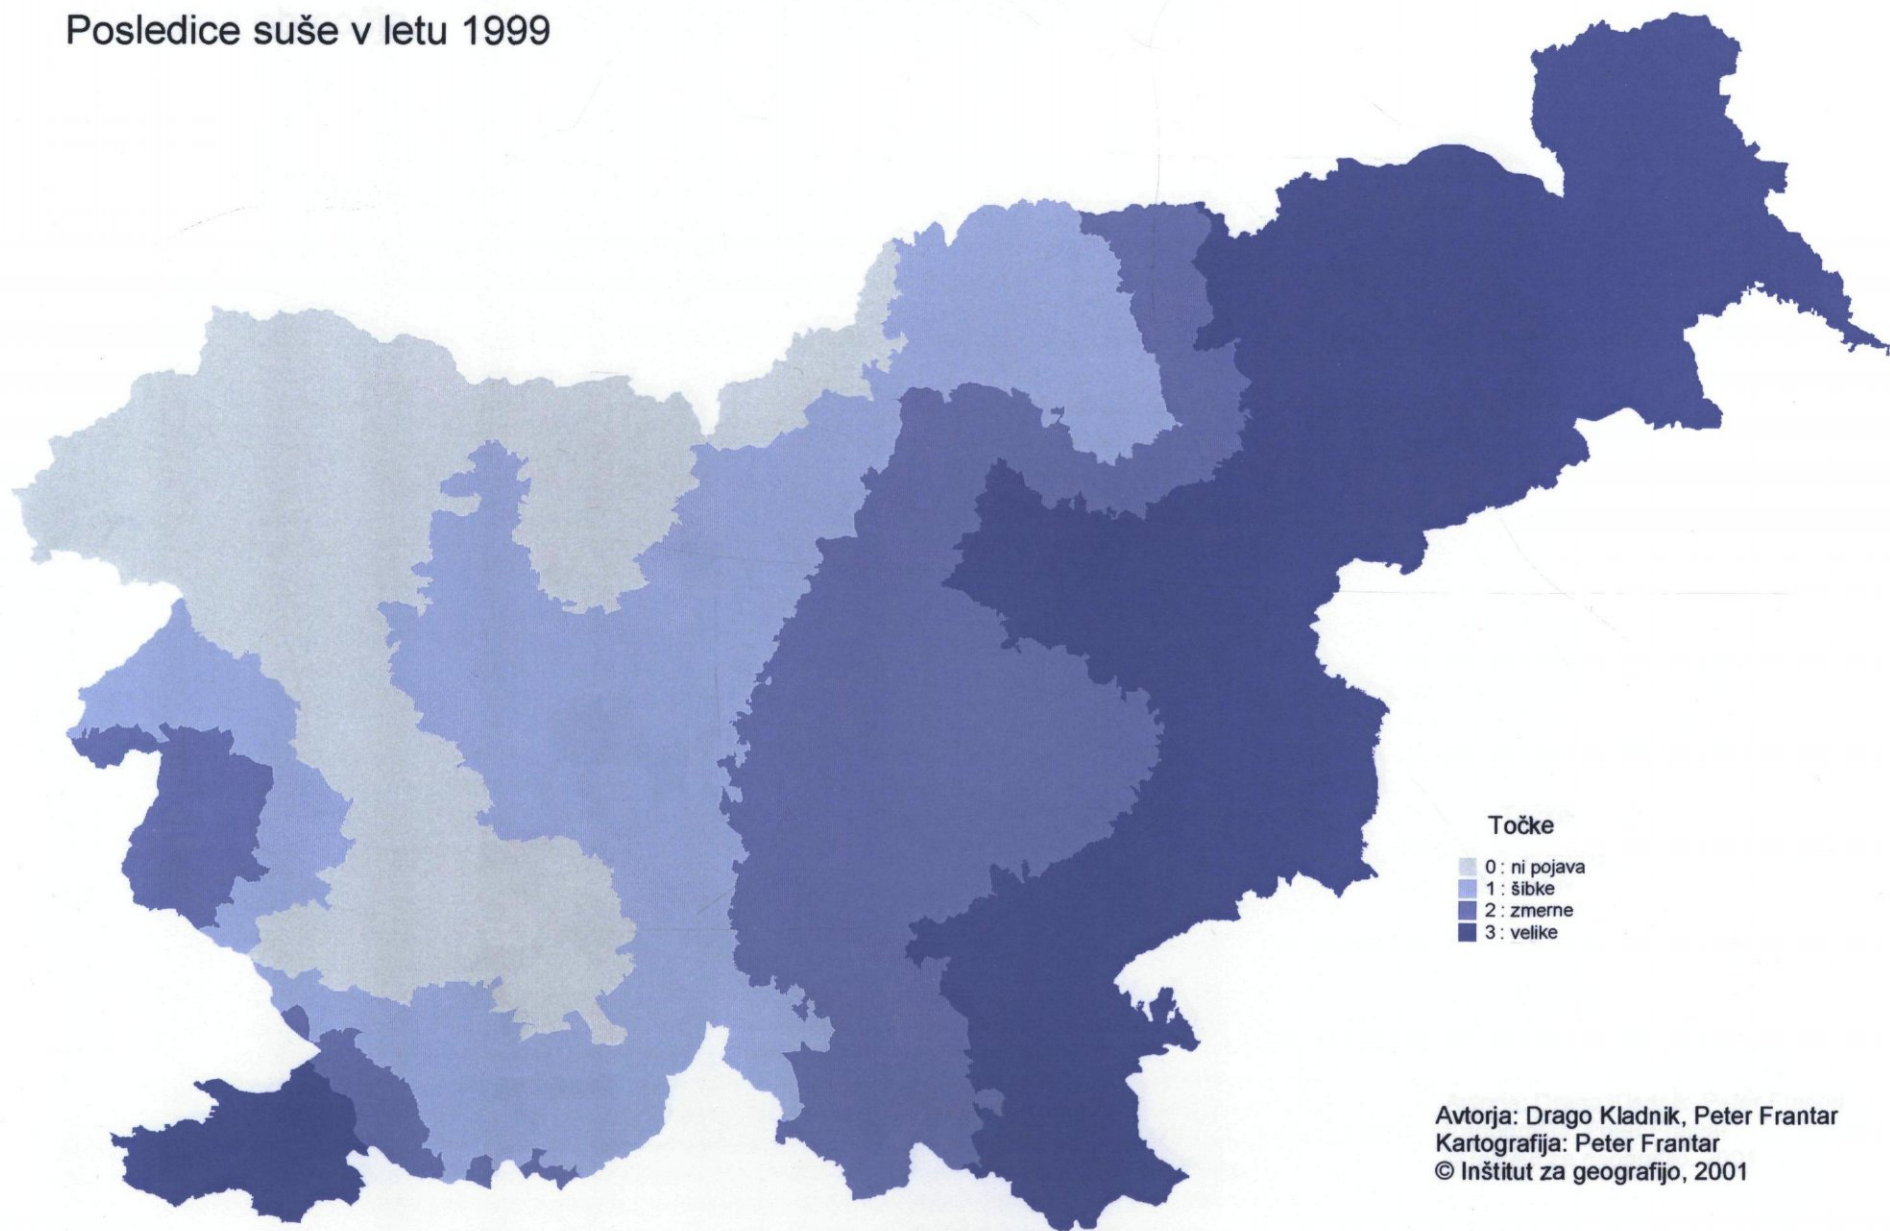 Posledice suše v letu 1999
Točke
0 : ni pojava
1 : šibke
2 : zmerne
3 : velike
Avtorja: Drago Kladnik, Peter Frantar
Kartografija: Peter Frantar
© Inštitut za geografijo, 2001